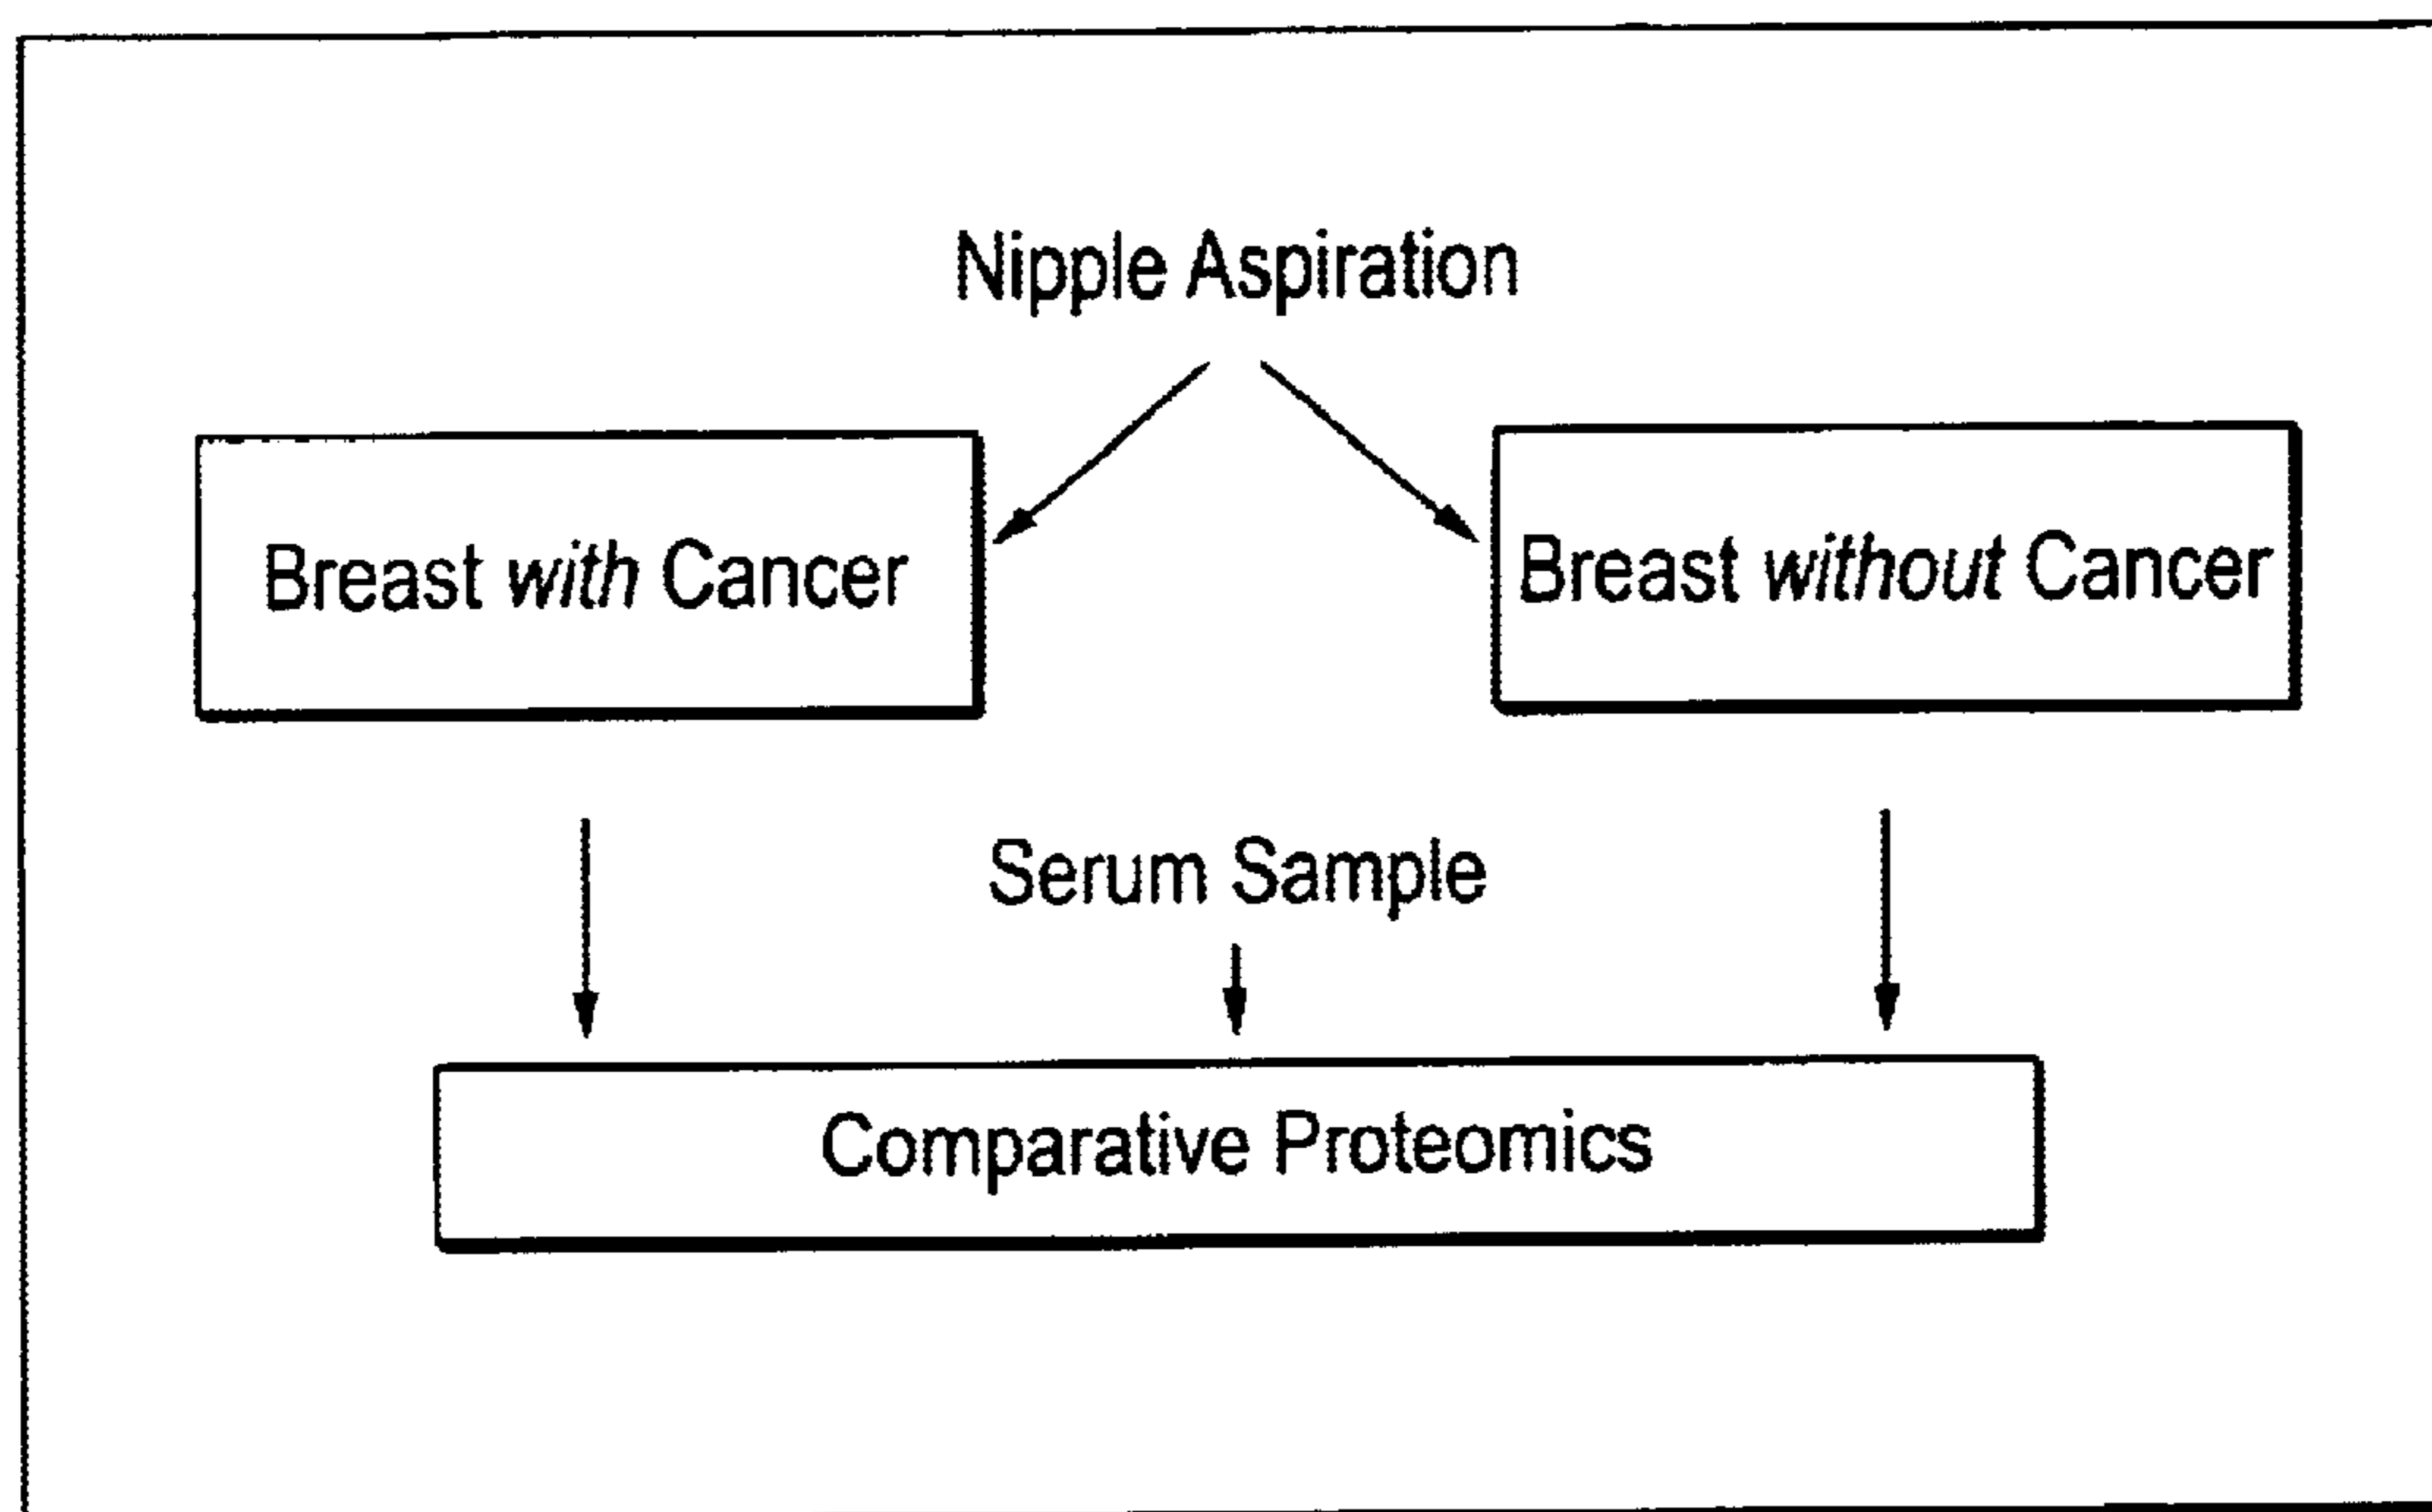 Nipple Aspiration
Breast with Cancer
Breast without Cancer
Serum Sample
Comparative Proteomics